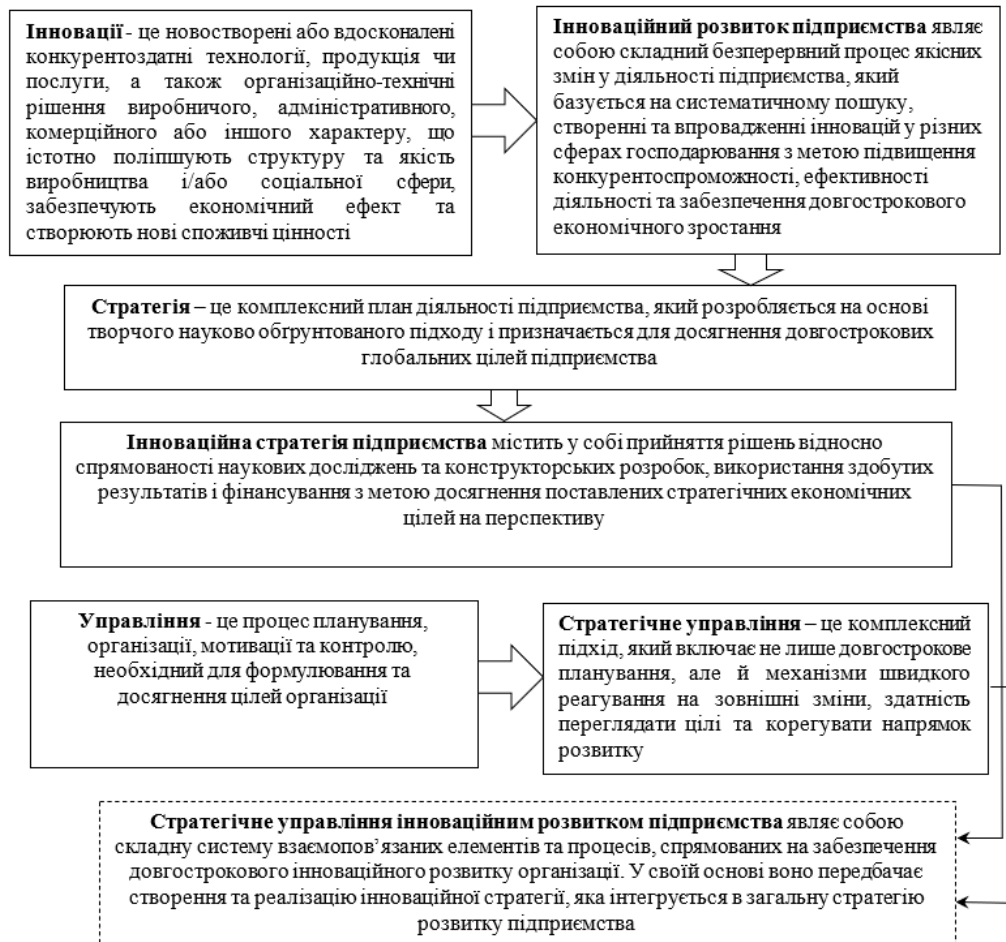 Інновації - це новостворені або вдосконалені
конкурентоздатні технології, продукція чи
послуги, а також організаційно-технічні
рішення виробничого, адміністративного,
комерційного або іншого характеру, що
істотно поліпшують структуру та якість
виробництва і/або соціальної сфери,
забезпечують економічний ефект та
створюють нові споживчі цінності
Інноваційний розвиток підприємства являє
собою складний безперервний процес якісних
змін у діяльності підприємства, який
базується на систематичному пошуку,
створенні та впровадженні інновацій у різних
сферах господарювання з метою підвищення
конкурентоспроможності, ефективності
діяльності та забезпечення довгострокового
економічного зростання
Стратегія – це комплексний план діяльності підприємства, який розробляється на основі
творчого науково обґрунтованого підходу і призначається для досягнення довгострокових
глобальних цілей підприємства
Інноваційна стратегія підприємства містить у собі прийняття рішень відносно
спрямованості наукових досліджень та конструкторських розробок, використання здобутих
результатів і фінансування з метою досягнення поставлених стратегічних економічних
цілей на перспективу
Управління - це процес планування,
організації, мотивації та контролю,
необхідний для формулювання та
досягнення цілей організації
Стратегічне управління – це комплексний
підхід, який включає не лише довгострокове
планування, але й механізми швидкого
реагування на зовнішні зміни, здатність
переглядати цілі та корегувати напрямок
розвитку
Стратегічне управління інноваційним розвитком підприємства являє собою
складну систему взаємопов’язаних елементів та процесів, спрямованих на забезпечення
довгострокового інноваційного розвитку організації. У своїй основі воно передбачає
створення та реалізацію інноваційної стратегії, яка інтегрується в загальну стратегію
розвитку підприємства